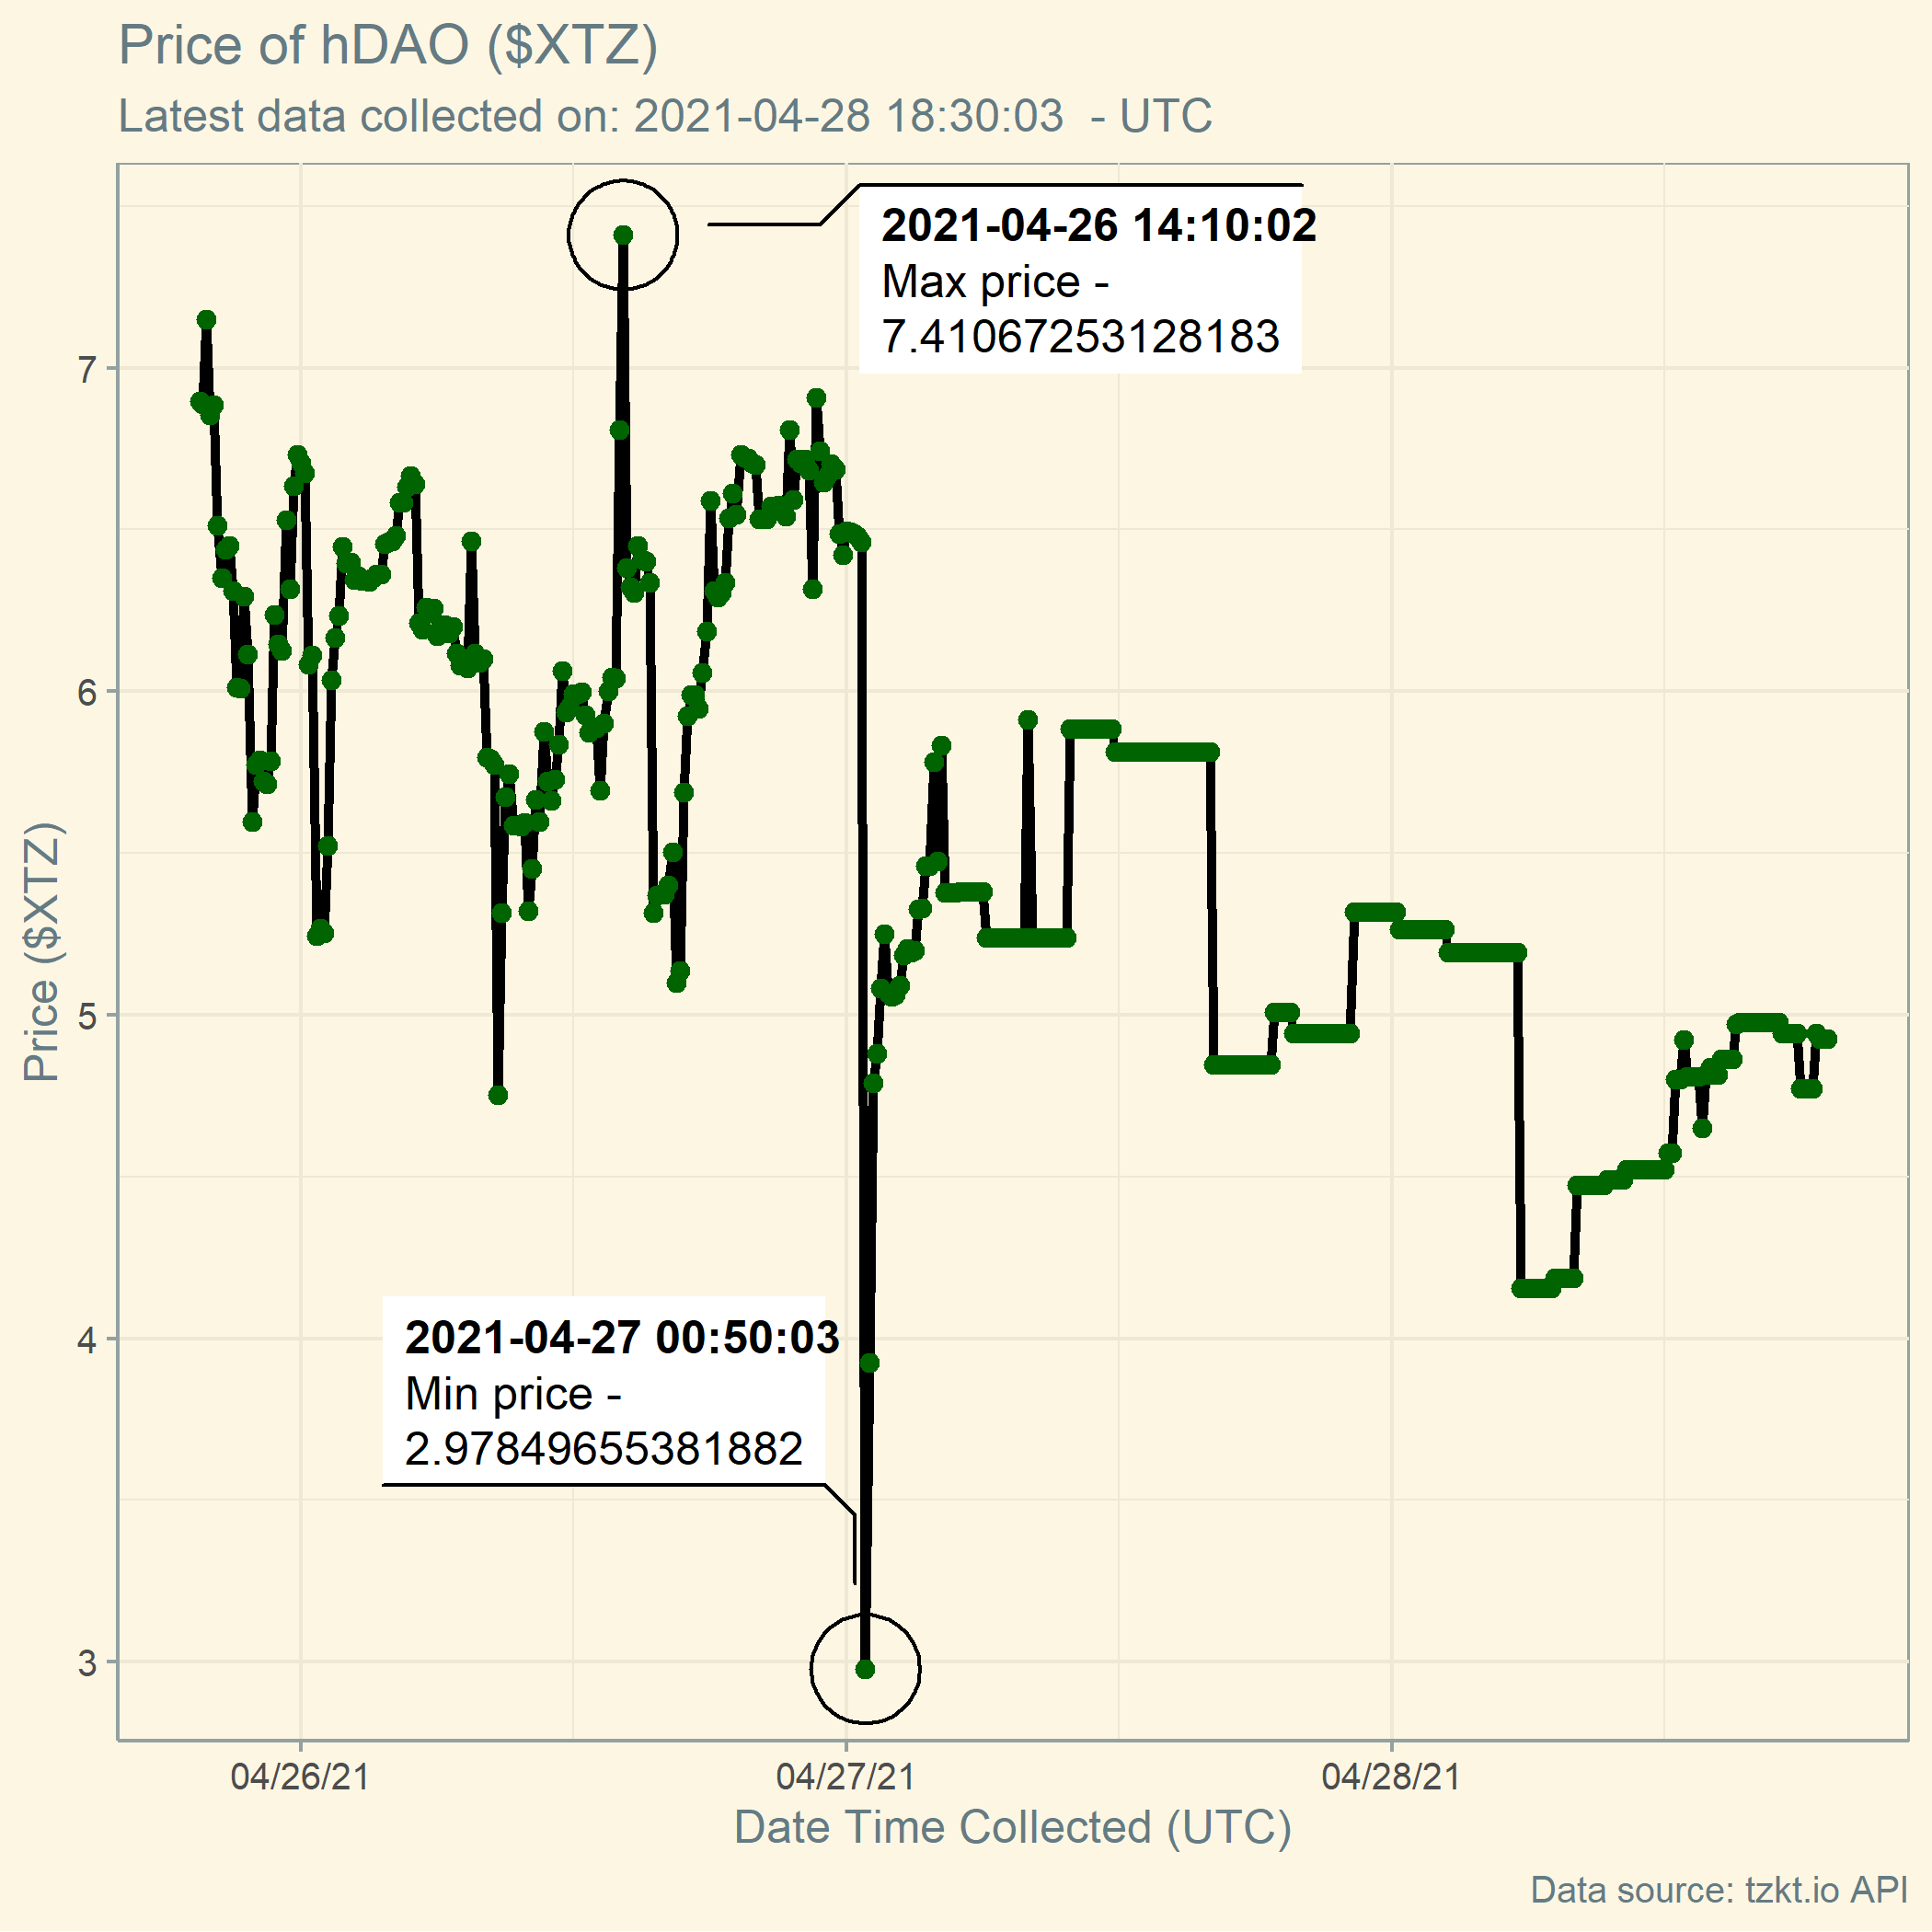 Price of hDAO ($XTZ)
Latest data collected on: 2021-04-28 18:30:03  - UTC
2021-04-26 14:10:02
Max price -
7.41067253128183
7
6
5
4
3
Price ($XTZ)
2021-04-27 00:50:03
Min price -
2.97849655381882
04/26/21
04/27/21
04/28/21
Date Time Collected (UTC)
Data source: tzkt.io API